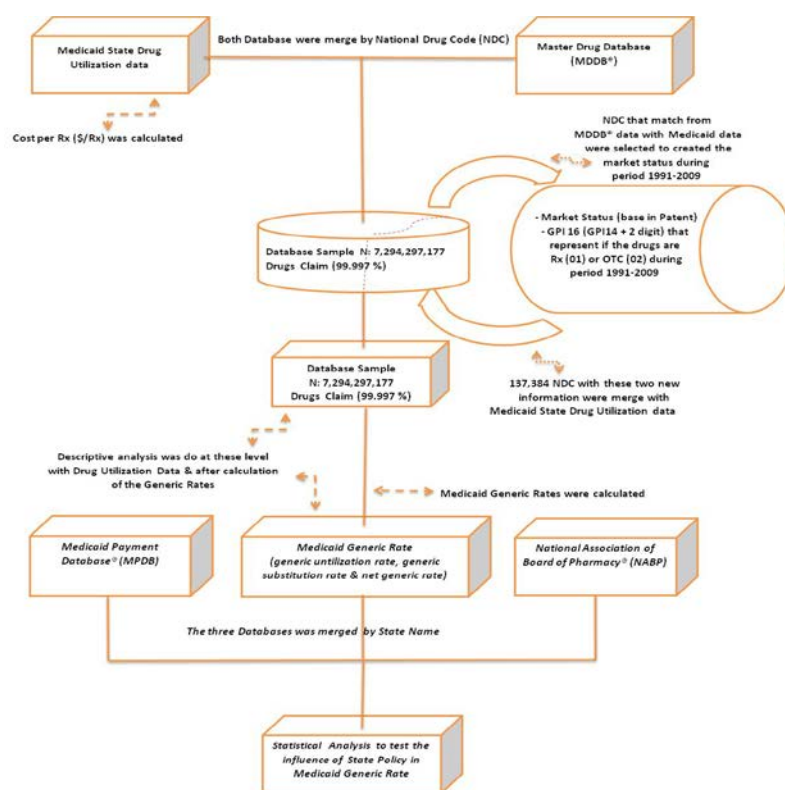 Both Database were merge by National Drug Code (NDC)
Medicaid State Drug
Utilization data
Master Drug Database
(MDDB®)
Cost per Rx ($/Rx) was calculated
NDC that match from
MDDB® data with Medicaid data
were selected to created the
market status during
period 1991-2009
- Market Status (base in Patent)
- GPI 16 (GPI14 + 2 digit) that
represent if the drugs are
Rx (01) or OTC (02) during
period 1991-2009
Database Sample N: 7,294,297,177
Drugs Claim (99.997 %)
Database Sample
N: 7,294,297,177
Drugs Claim (99.997 %)
137,384 NDC with these two new
information were merge with
Medicaid State Drug Utilization data
Descriptive analysis was do at these level
with Drug Utilization Data & after calculation
of the Generic Rates
Medicaid Generic Rates were calculated
Medicaid Payment
Database® (MPDB)
Medicaid Generic Rate
(generic untilization rate, generic
substitution rate & net generic rate)
National Association of
Board of Pharmacy® (NABP)
The three Databases was merged by State Name
Statistical Analysis to test the
influence of State Policy in
Medicaid Generic Rate